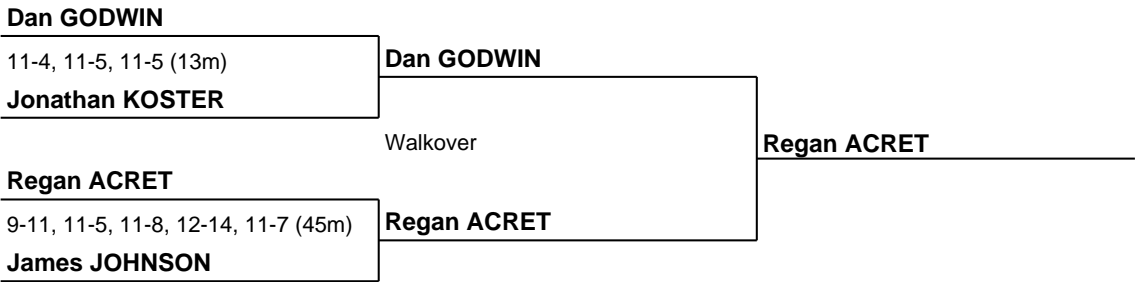 Dan GODWIN
11-4, 11-5, 11-5 (13m)
Dan GODWIN
Jonathan KOSTER
Walkover
Regan ACRET
Regan ACRET
9-11, 11-5, 11-8, 12-14, 11-7 (45m)
Regan ACRET
James JOHNSON